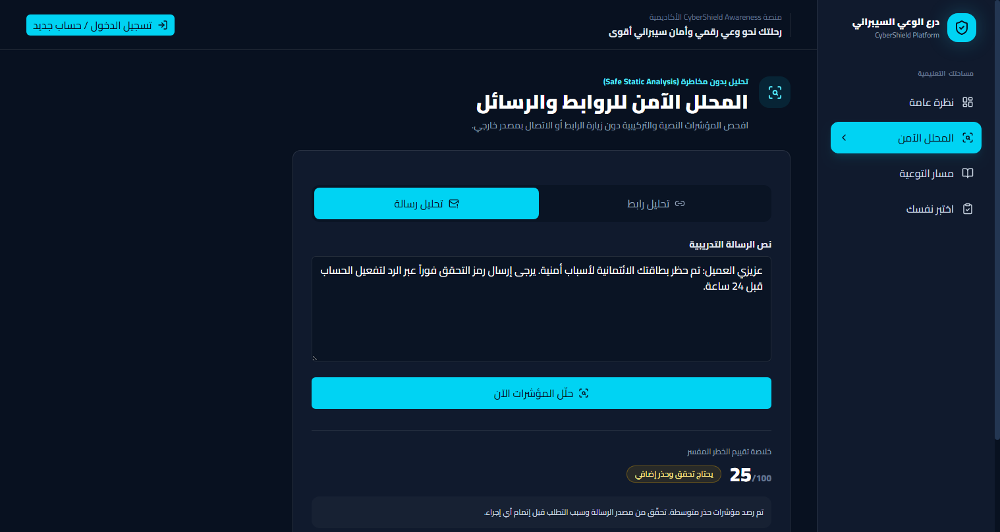 درع الوعي السيبراني
CyberShield Platform
مساحتك التعليمية
نظرة عامة
المحلل الآمن
مسار التوعية
اختبر نفسك
منصة CyberShield Awareness الأكاديمية
رحلتك نحو وعي رقمي وأمان سيبراني أقوى
تسجيل الدخول / حساب جديد
تحليل بدون مخاطرة (Safe Static Analysis)
المحلل الآمن للروابط والرسائل
افحص المؤشرات النصية والتركيبية دون زيارة الرابط أو الاتصال بمصدر خارجي.
تحليل رابط
تحليل رسالة
نص الرسالة التدريبية
عزيزي العميل: تم حظر بطاقتك الائتمانية لأسباب أمنية. يرجى إرسال رمز التحقق فوراً عبر الرد لتفعيل الحساب
قبل 24 ساعة.
حلّل المؤشرات الآن
خلاصة تقييم الخطر المفسر
25/100
يحتاج تحقق وحذر إضافي
تم رصد مؤشرات حذر متوسطة. تحقّق من مصدر الرسالة وسبب التطلب قبل إتمام أي إجراء.